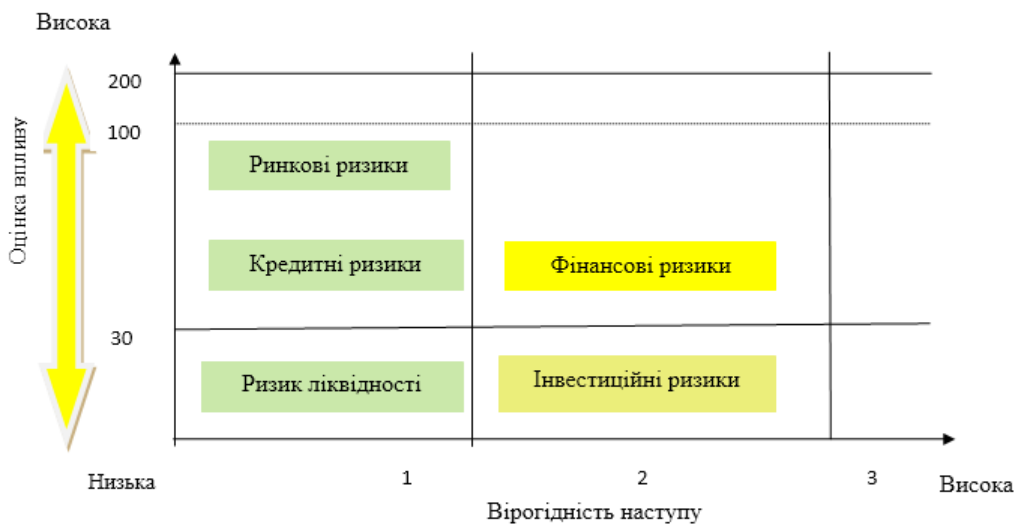 Висока
200
100
Оцінка впливу
Ринкові ризики
Кредитні ризики
Фінансові ризики
30
Ризик ліквідності
Інвестиційні ризики
Низька
1
2
3
Висока
Вірогідність наступу